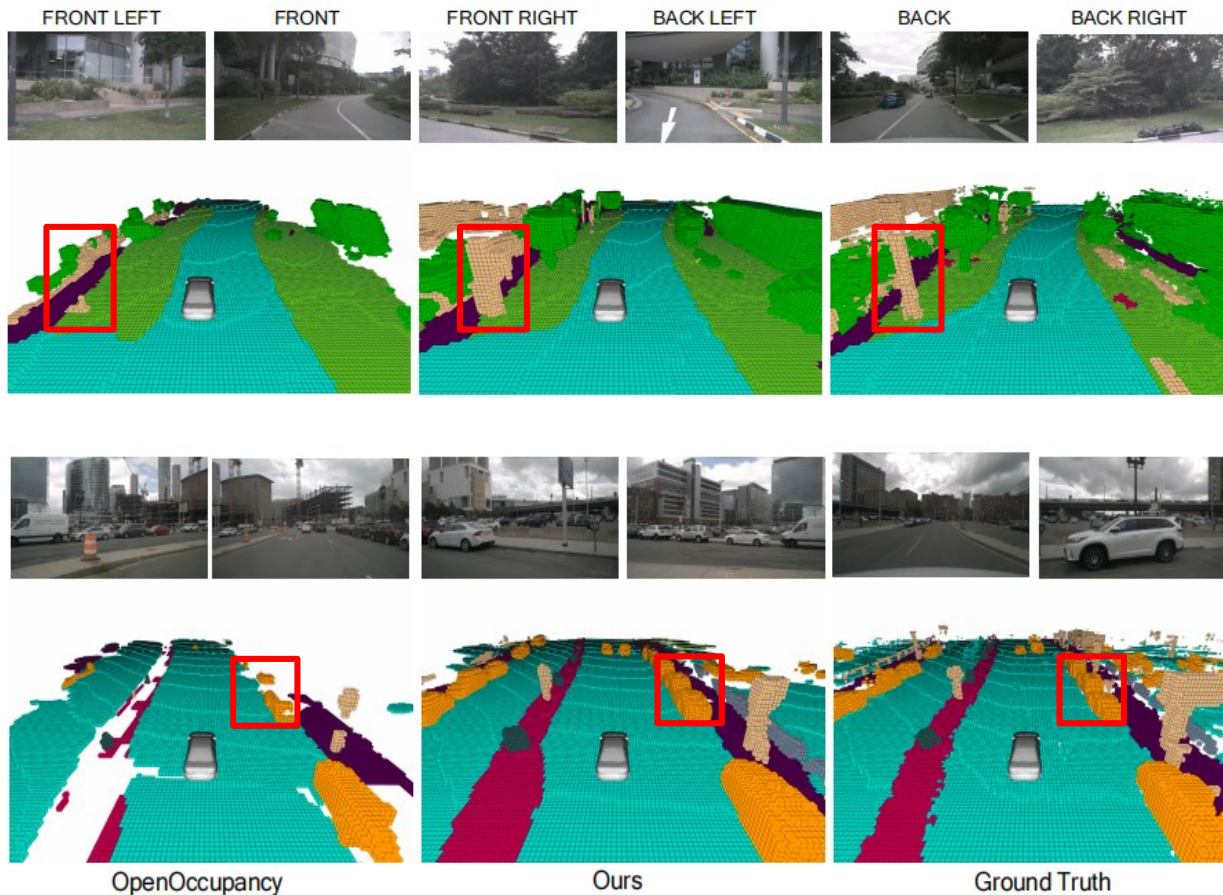 FRONT LEFT
FRONT
FRONT RIGHT
BACK LEFT
BACK
BACK RIGHT
OpenOccupancy
Ours
Ground Truth